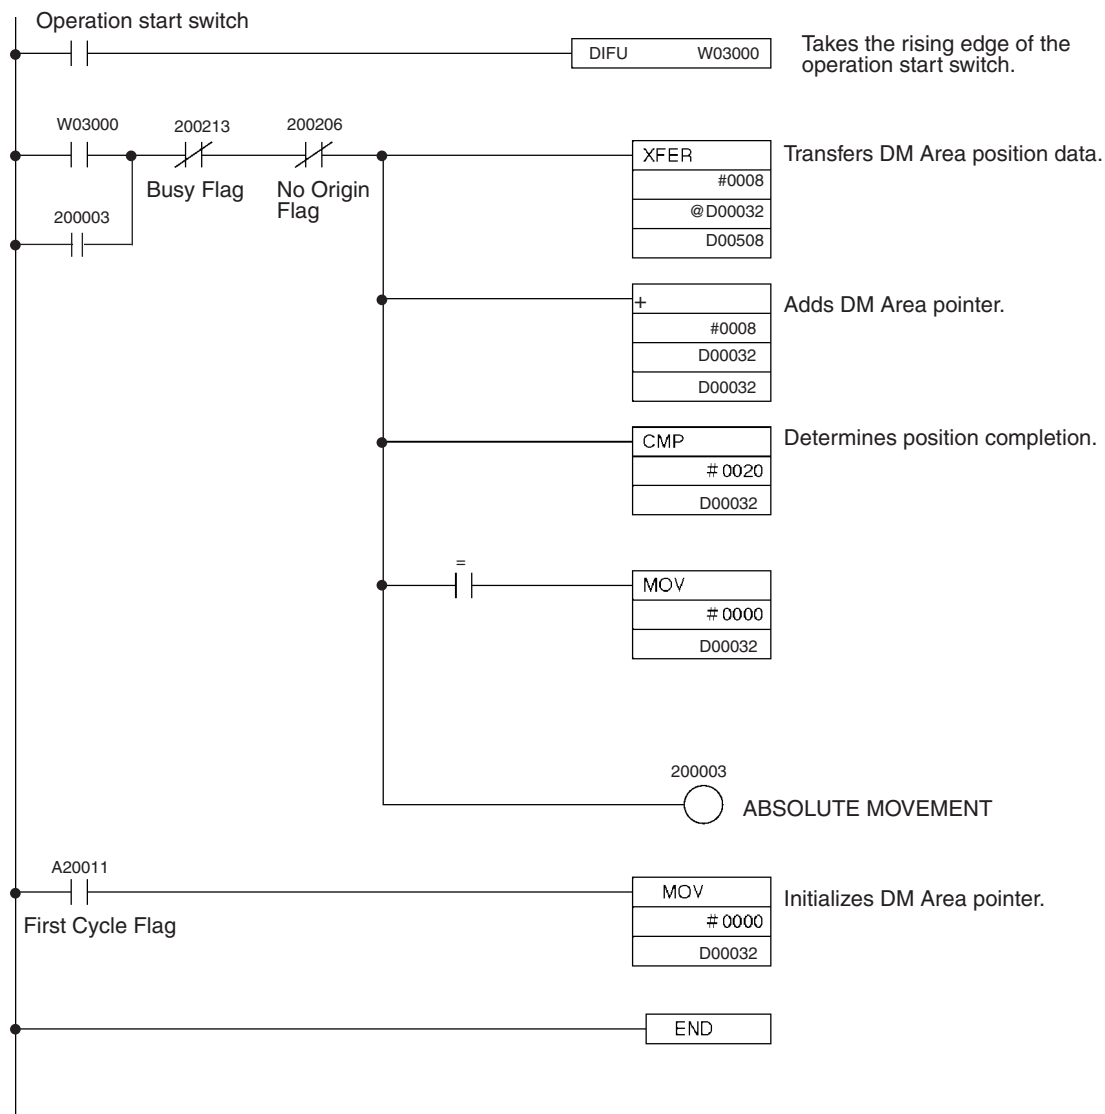 Operation start switch
DIFU W03000
Takes the rising edge of the
operation start switch.
W03000
200213
200206
Busy Flag
No Origin
Flag
200003
XFER
#0008
@D00032
D00508
Transfers DM Area position data.
+
#0008
D00032
D00032
Adds DM Area pointer.
CMP
#0020
D00032
Determines position completion.
=
MOV
#0000
D00032
200003
ABSOLUTE MOVEMENT
A20011
First Cycle Flag
MOV
#0000
D00032
Initializes DM Area pointer.
END